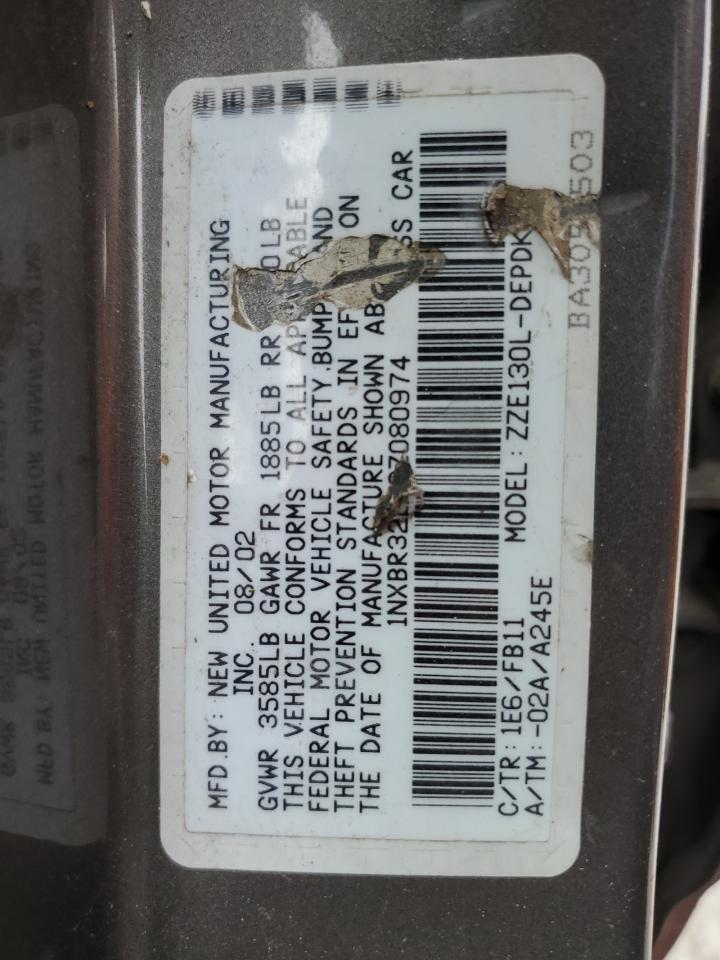 MFD.BY: NEW UNITED MOTOR MANUFACTURING
INC. 08/02
GVWR 3585LB GAWR FR 1885LB RR
THIS VEHICLE CONFORMS TO ALL
FEDERAL MOTOR VEHICLE SAFETY, AND
THEFT PREVENTION STANDARDS IN ON
THE DATE OF MANUFACTURE SHOWN CAR
C/TR: 1E6/FB11 MODEL: ZZE130L-DEPDK
A/TM: -02A/A245E